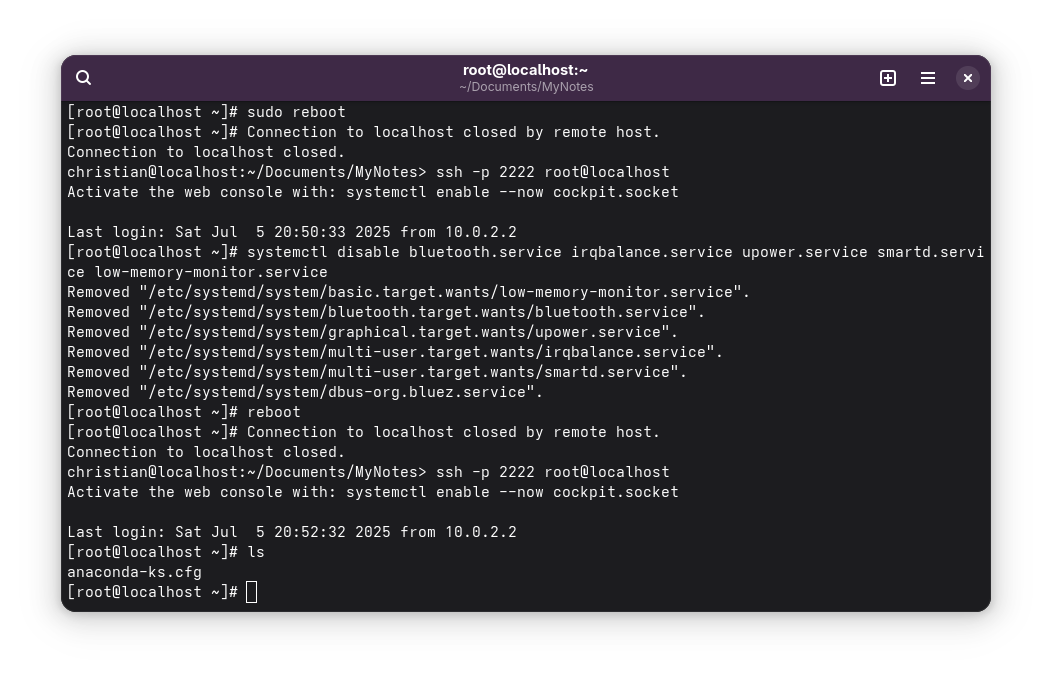 root@localhost:~
~/Documents/MyNotes
[root@localhost ~]# sudo reboot
[root@localhost ~]# Connection to localhost closed by remote host.
Connection to localhost closed.
christian@localhost:~/Documents/MyNotes> ssh -p 2222 root@localhost
Activate the web console with: systemctl enable --now cockpit.socket

Last login: Sat Jul  5 20:50:33 2025 from 10.0.2.2
[root@localhost ~]# systemctl disable bluetooth.service irqbalance.service upower.service smartd.servi
ce low-memory-monitor.service
Removed "/etc/systemd/system/basic.target.wants/low-memory-monitor.service".
Removed "/etc/systemd/system/bluetooth.target.wants/bluetooth.service".
Removed "/etc/systemd/system/graphical.target.wants/upower.service".
Removed "/etc/systemd/system/multi-user.target.wants/irqbalance.service".
Removed "/etc/systemd/system/multi-user.target.wants/smartd.service".
Removed "/etc/systemd/system/dbus-org.bluez.service".
[root@localhost ~]# reboot
[root@localhost ~]# Connection to localhost closed by remote host.
Connection to localhost closed.
christian@localhost:~/Documents/MyNotes> ssh -p 2222 root@localhost
Activate the web console with: systemctl enable --now cockpit.socket

Last login: Sat Jul  5 20:52:32 2025 from 10.0.2.2
[root@localhost ~]# ls
anaconda-ks.cfg
[root@localhost ~]#